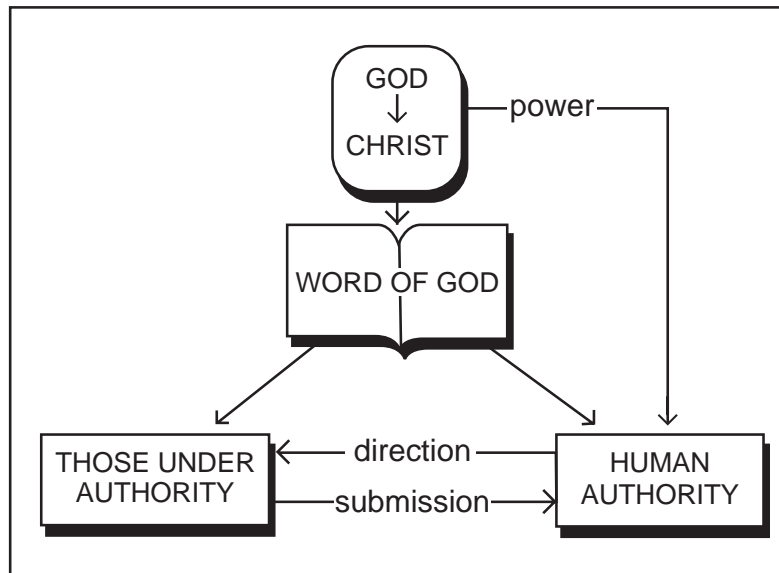 GOD
CHRIST
power
WORD OF GOD
direction
submission
THOSE UNDER
AUTHORITY
HUMAN
AUTHORITY